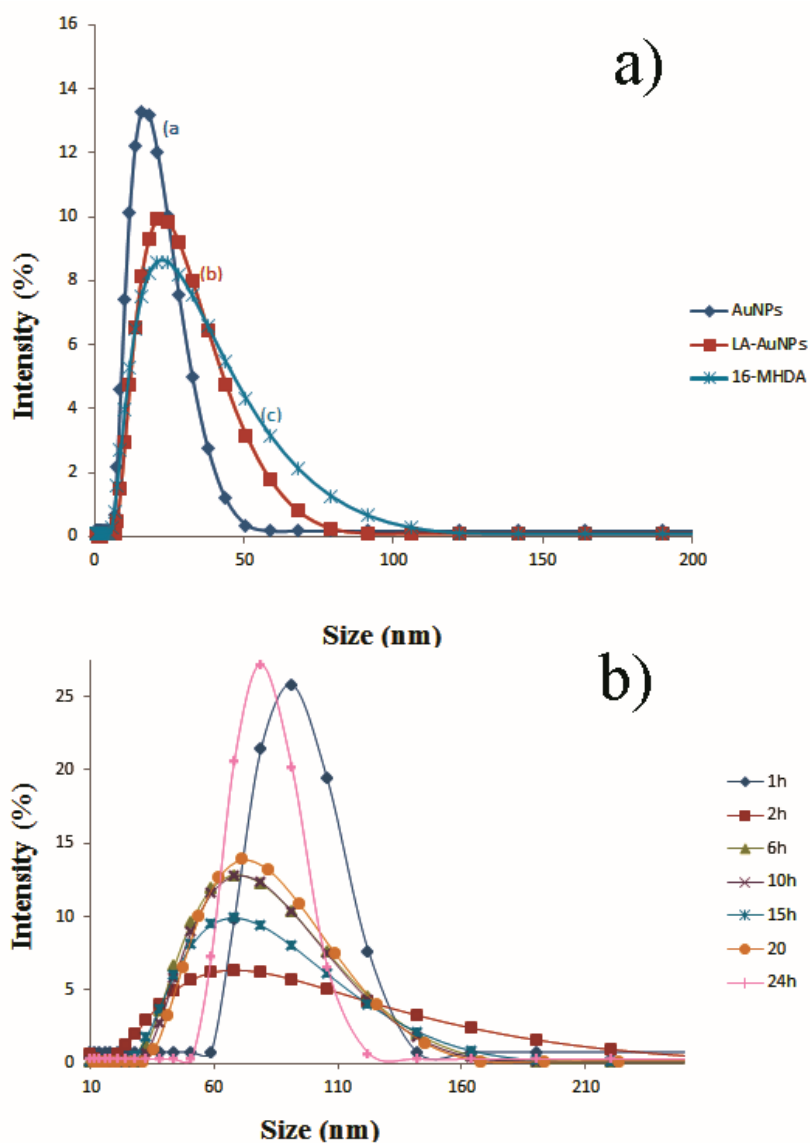 a)
16
14
12
10
8
6
4
2
0
Intensity (%)
(a
(b)
(c)
AuNPs
LA-AuNPs
16-MHDA
0 50 100 150 200
Size (nm)
b)
25
20
15
10
5
0
Intensity (%)
1h
2h
6h
10h
15h
20
24h
10 60 110 160 210
Size (nm)